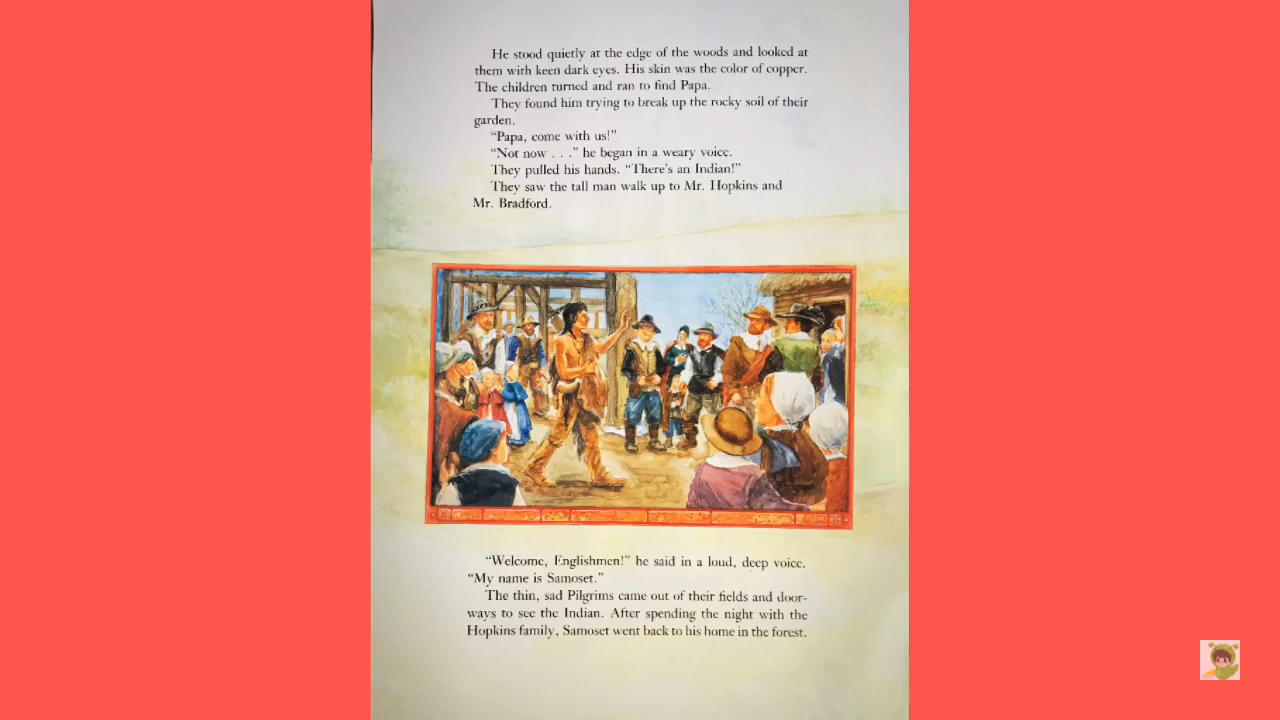 He stood quietly at the edge of the woods and looked at
them with keen dark eyes. His skin was the color of copper.
The children turned and ran to find Papa.
They found him trying to break up the rocky soil of their
garden.
“Papa, come with us!”
“Not now . . .” he began in a weary voice.
They pulled his hands. “There’s an Indian!”
They saw the tall man walk up to Mr. Hopkins and
Mr. Bradford.
“Welcome, Englishmen!” he said in a loud, deep voice.
“My name is Samoset.”
The thin, sad Pilgrims came out of their fields and door-
ways to see the Indian. After spending the night with the
Hopkins family, Samoset went back to his home in the forest.